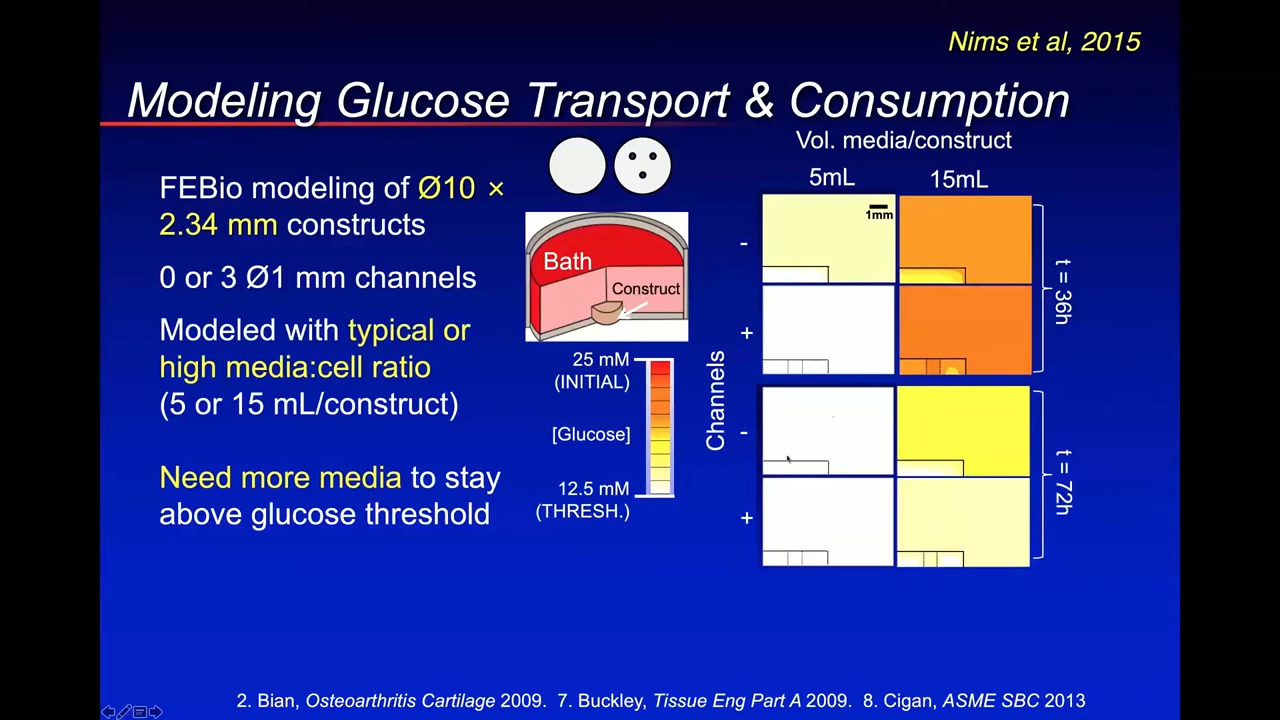 Nims et al, 2015
Modeling Glucose Transport & Consumption
FEBio modeling of Ø10 ×
2.34 mm constructs
0 or 3 Ø1 mm channels
Modeled with typical or
high media:cell ratio
(5 or 15 mL/construct)
Need more media to stay
above glucose threshold
Bath
Construct
25 mM
(INITIAL)
[Glucose]
12.5 mM
(THRESH.)
Vol. media/construct
5mL
15mL
1mm
Channels
-
+
-
+
t = 36h
t = 72h
2. Bian, Osteoarthritis Cartilage 2009. 7. Buckley, Tissue Eng Part A 2009. 8. Cigan, ASME SBC 2013